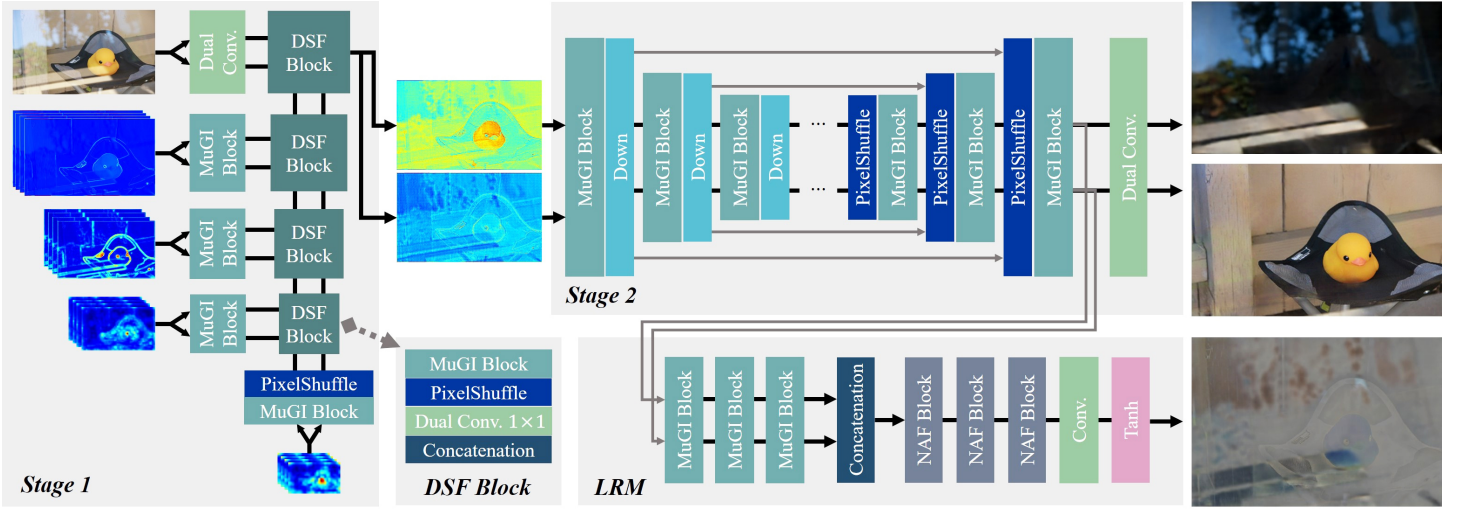 Dual
Conv.
DSF
Block
MuGI
Block
DSF
Block
MuGI
Block
DSF
Block
MuGI
Block
DSF
Block
PixelShuffle
MuGI Block
Stage 1
MuGI Block
PixelShuffle
Dual Conv. 1×1
Concatenation
DSF Block
MuGI Block
Down
MuGI Block
Down
MuGI Block
Down
...
...
PixelShuffle
MuGI Block
PixelShuffle
MuGI Block
PixelShuffle
MuGI Block
Dual Conv.
Stage 2
MuGI Block
MuGI Block
MuGI Block
Concatenation
NAF Block
NAF Block
NAF Block
Conv.
Tanh
LRM